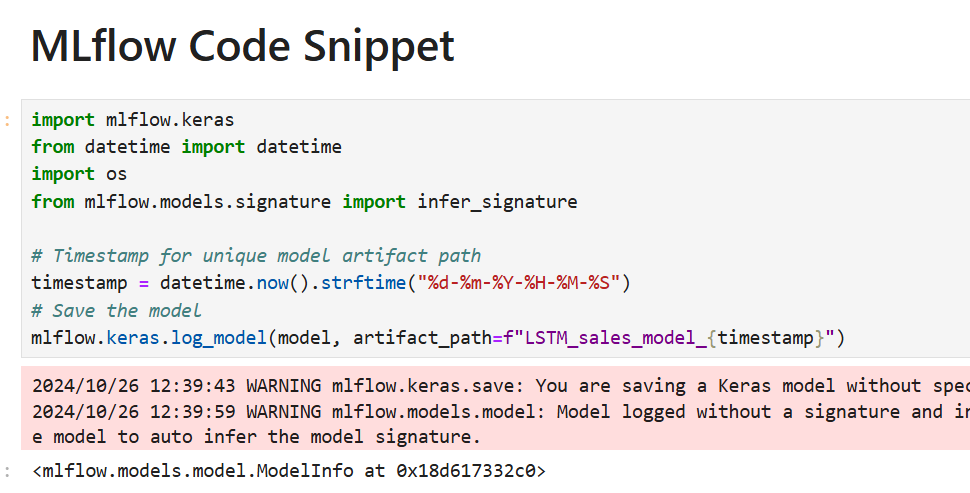 MLflow Code Snippet
import mlflow.keras
from datetime import datetime
import os
from mlflow.models.signature import infer_signature
# Timestamp for unique model artifact path
timestamp = datetime.now().strftime("%d-%m-%Y-%H-%M-%S")
# Save the model
mlflow.keras.log_model(model, artifact_path=f"LSTM_sales_model_{timestamp}")
2024/10/26 12:39:43 WARNING mlflow.keras.save: You are saving a Keras model without spec
2024/10/26 12:39:59 WARNING mlflow.models.model: Model logged without a signature and in
e model to auto infer the model signature.
<mlflow.models.model.ModelInfo at 0x18d617332c0>